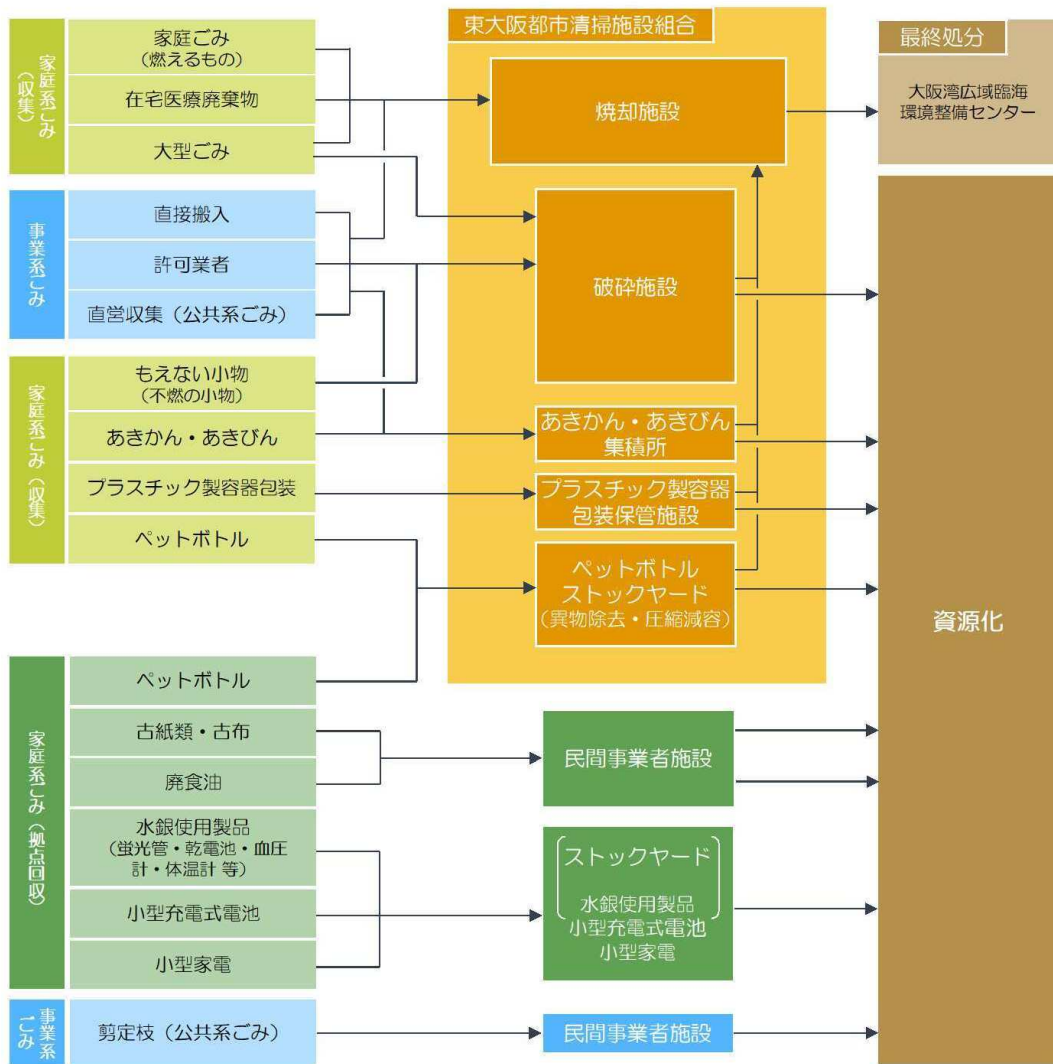 家庭系ごみ
（収集）
家庭ごみ
（燃えるもの）
在宅医療廃棄物
大型ごみ
事業系ごみ
直接搬入
許可業者
直営収集（公共系ごみ）
家庭系ごみ（収集）
もえない小物
（不燃の小物）
あきかん・あきびん
プラスチック製容器包装
ペットボトル
家庭系ごみ（拠点回収）
ペットボトル
古紙類・古布
廃食油
水銀使用製品
（蛍光管・乾電池・血圧
計・体温計 等）
小型充電式電池
小型家電
事業系
ごみ
剪定枝（公共系ごみ）
東大阪都市清掃施設組合
焼却施設
破砕施設
あきかん・あきびん
集積所
プラスチック製容器
包装保管施設
ペットボトル
ストックヤード
（異物除去・圧縮減容）
民間事業者施設
ストックヤード
水銀使用製品
小型充電式電池
小型家電
民間事業者施設
最終処分
大阪湾広域臨海
環境整備センター
資源化